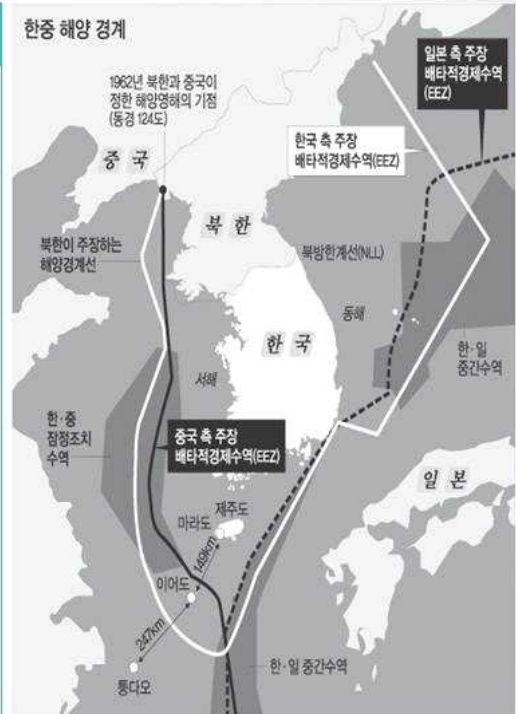 한중 해양 경계
일본 측 주장
배타적경제수역
(EEZ)
1962년 북한과 중국이
정한 해양영해의 기점
(동경 124도)
한국 측 주장
배타적경제수역(EEZ)
중국
북한
북한이 주장하는
해양경계선
북방한계선(NLL)
동해
한국
한·일
중간수역
서해
한·중
잠정조치
수역
중국 측 주장
배타적경제수역(EEZ)
일본
제주도
마라도
149km
이어도
247km
퉁다오
한·일 중간수역